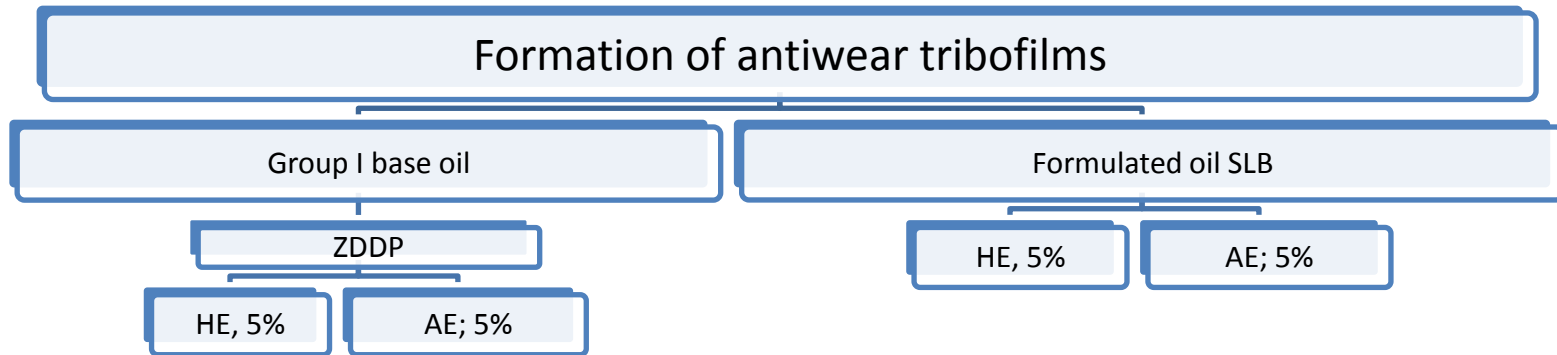 Formation of antiwear tribofilms
Group I base oil
Formulated oil SLB
ZDDP
HE, 5%
AE; 5%
HE, 5%
AE; 5%